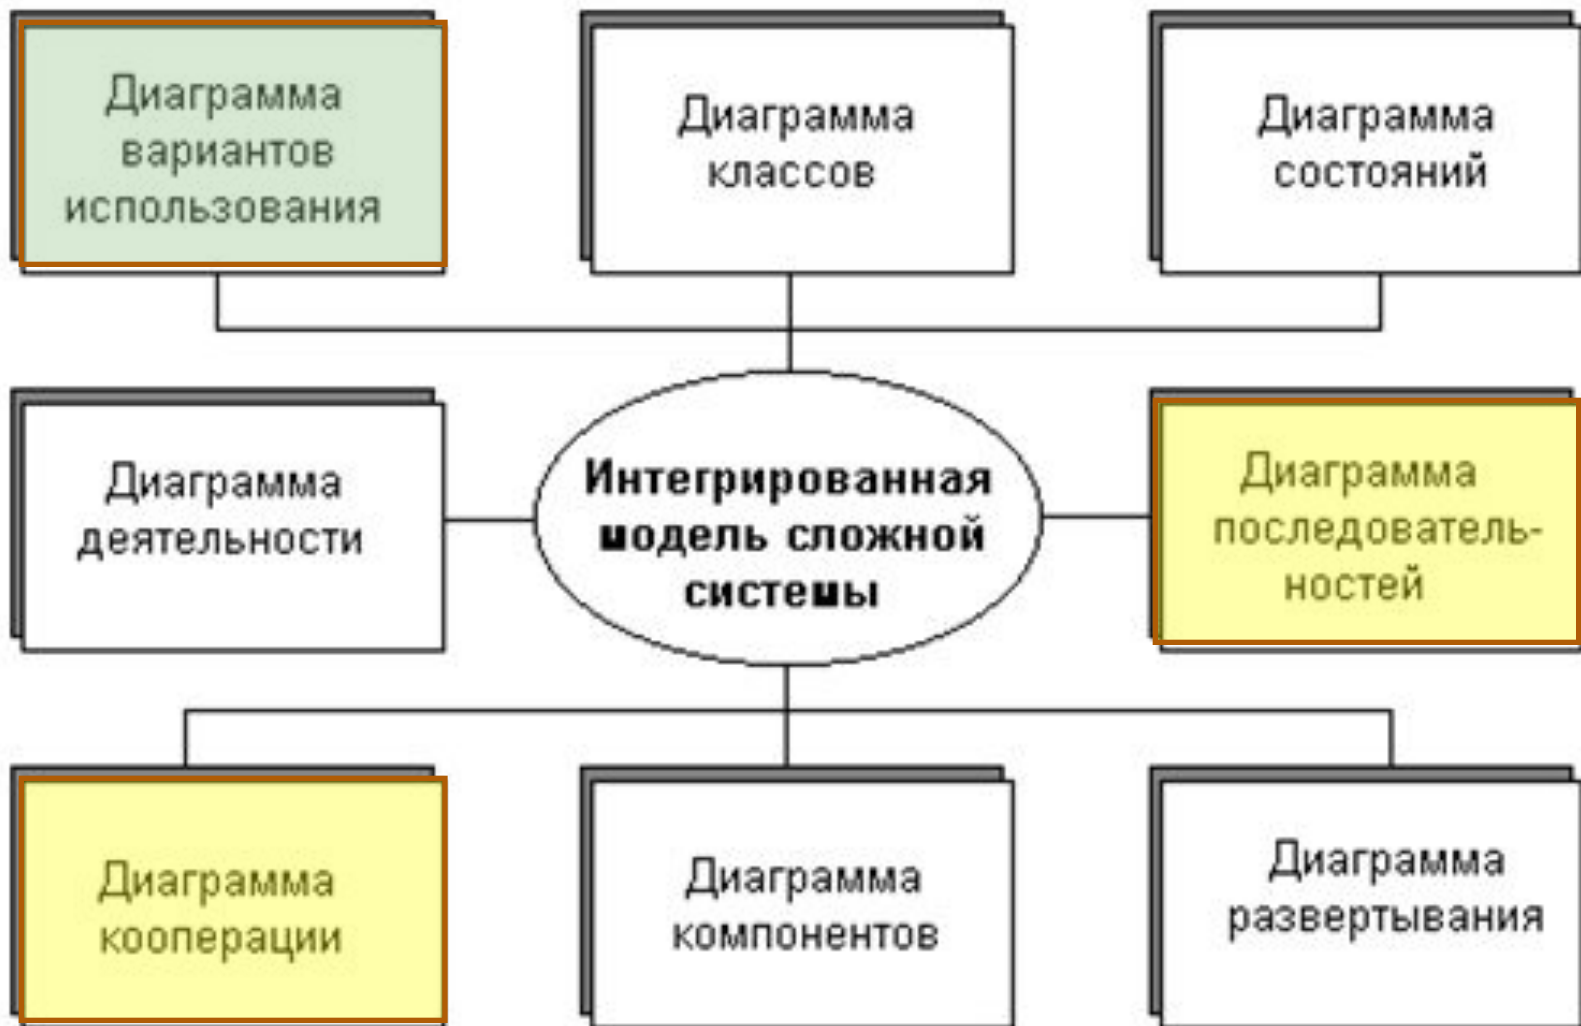 Диаграмма
вариантов
использования
Диаграмма
классов
Диаграмма
состояний
Диаграмма
деятельности
Интегрированная
модель сложной
системы
Диаграмма
последователь-
ностей
Диаграмма
кооперации
Диаграмма
компонентов
Диаграмма
развертывания